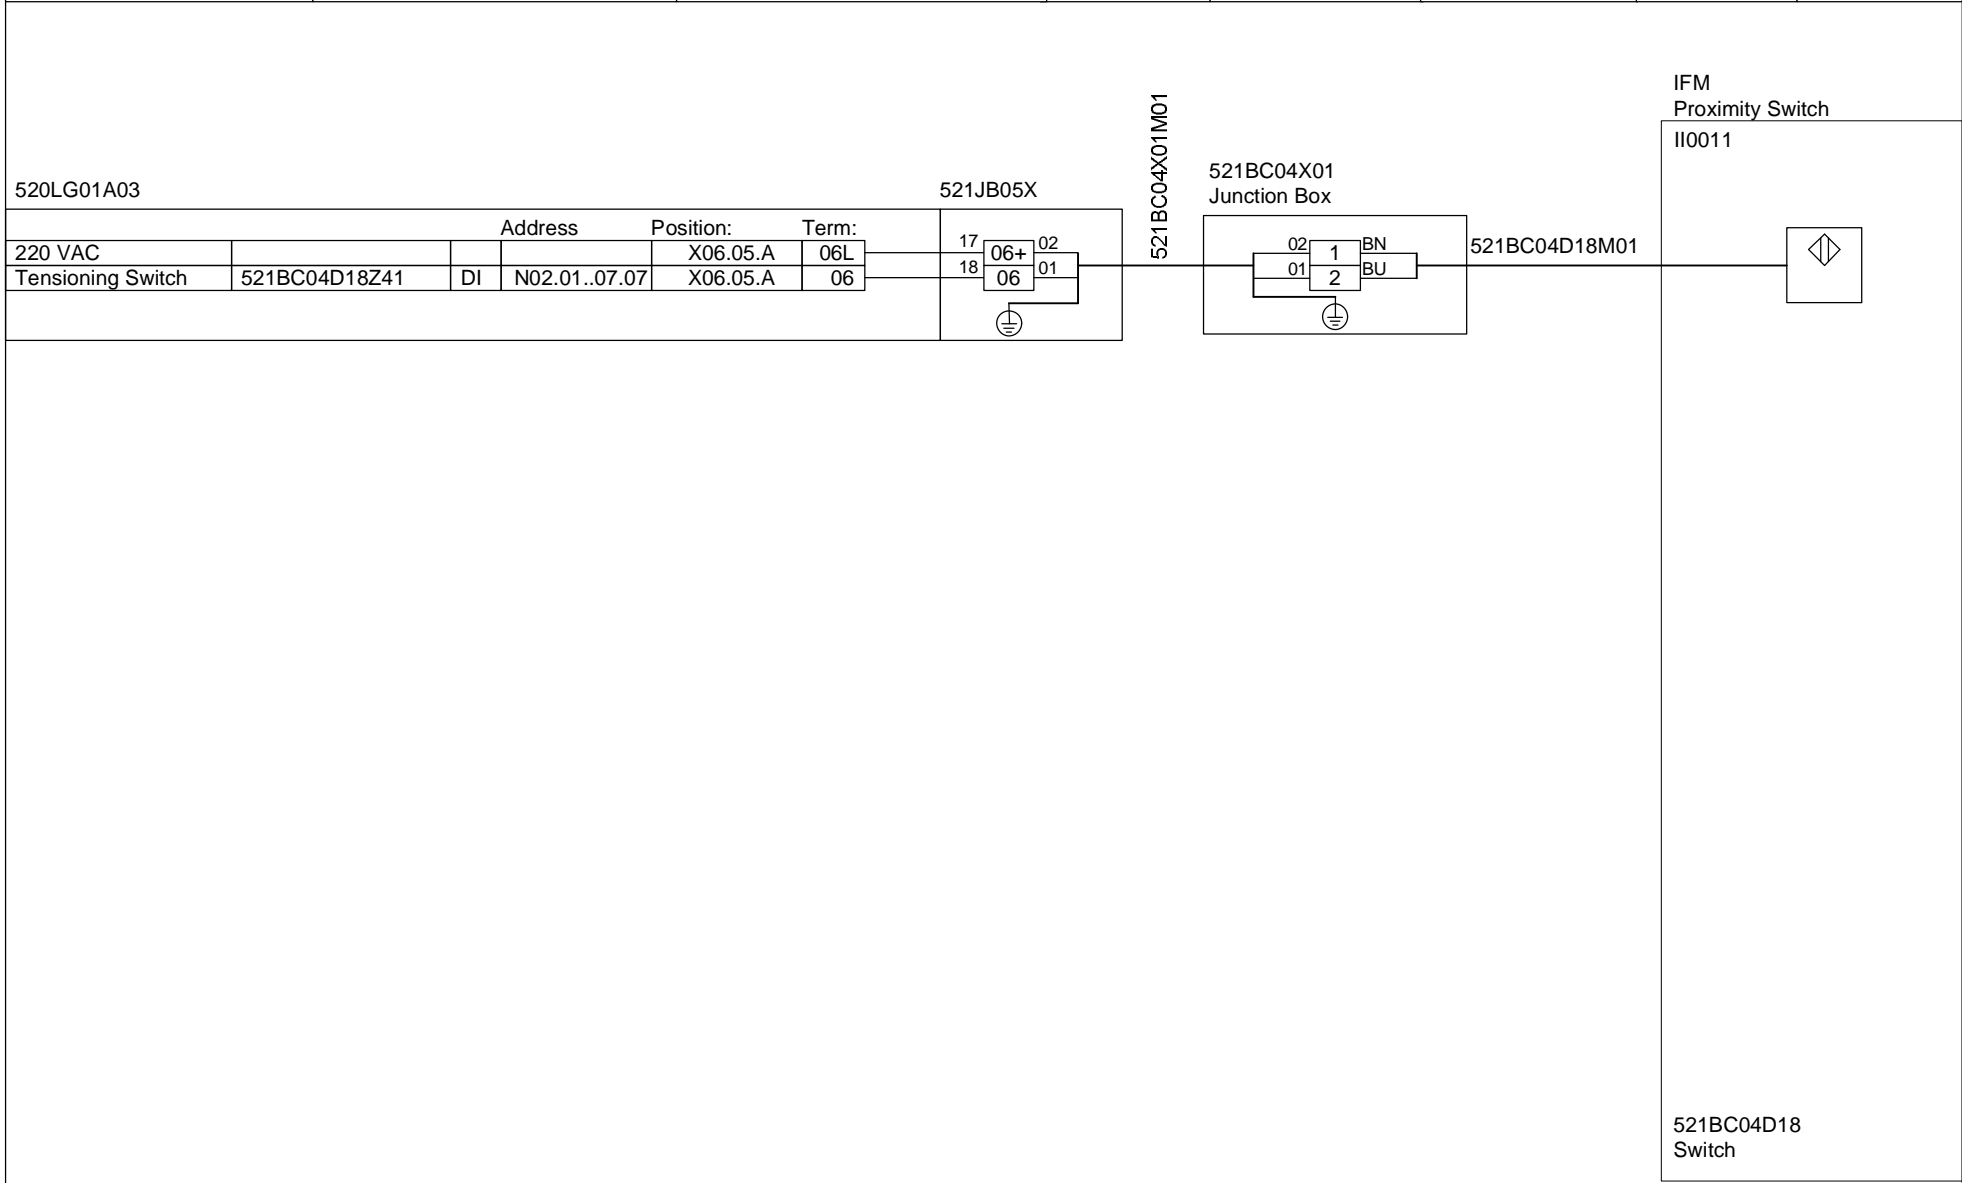 IFM
Proximity Switch
II0011
521BC04X01M01
521BC04X01
Junction Box
520LG01A03
521JB05X
Address Position: Term:
220 VAC X06.05.A 06L 17 06+ 02 02 1 BN 521BC04D18M01
Tensioning Switch 521BC04D18Z41 DI N02.01..07.07 X06.05.A 06 18 06 01 01 2 BU
521BC04D18
Switch